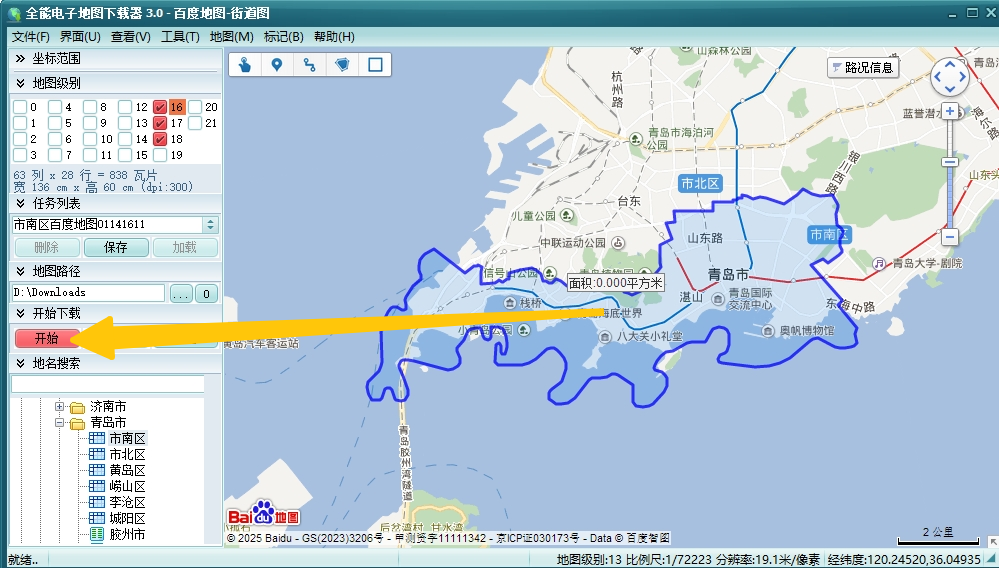 全能电子地图下载器 3.0 - 百度地图-街道图
文件(F) 界面(U) 查看(V) 工具(T) 地图(M) 标记(B) 帮助(H)
坐标范围
地图级别
0 4 8 12 16 20
1 5 9 13 17 21
2 6 10 14 18
3 7 11 15 19
63 列 x 28 行 = 838 瓦片
宽 136 cm x 高 60 cm (dpi:300)
任务列表
市南区百度地图01141611
删除 保存 加载
地图路径
D:\Downloads ... 0
开始下载
开始
地名搜索
济南市
青岛市
市南区
市北区
黄岛区
崂山区
李沧区
城阳区
胶州市
路况信息
山森林公园
杭州路
青岛市海泊河
公园
蓝誉潜水
海尔路
银川西路
市北区
台东
儿童公园
中联运动公园
山东路
市南区
信号山公园
面积:0.000平方米
青岛市
青岛大学-剧院
湛山
青岛国际
交流中心
东海中路
栈桥
海底世界
小青岛公园
八大关小礼堂
奥帆博物馆
黄岛汽车客运站
青岛胶州湾隧道
后岔湾村
甘水湾
Bai du 地图
© 2025 Baidu - GS(2023)3206号 - 甲测资字11111342 - 京ICP证030173号 - Data © 百度智图
2 公里
就绪..
地图级别:13 比例尺:1/72223 分辨率:19.1米/像素 经纬度:120.24520,36.04935